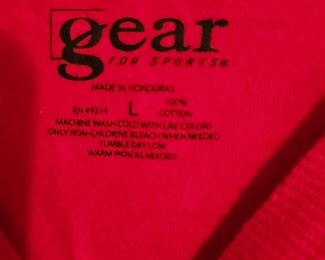 gear
FOR SPORTS®
MADE IN HONDURAS
RN 49314 L 100% COTTON
MACHINE WASH COLD WITH LIKE COLORS
ONLY NON-CHLORINE BLEACH WHEN NEEDED
TUMBLE DRY LOW
WARM IRON AS NEEDED